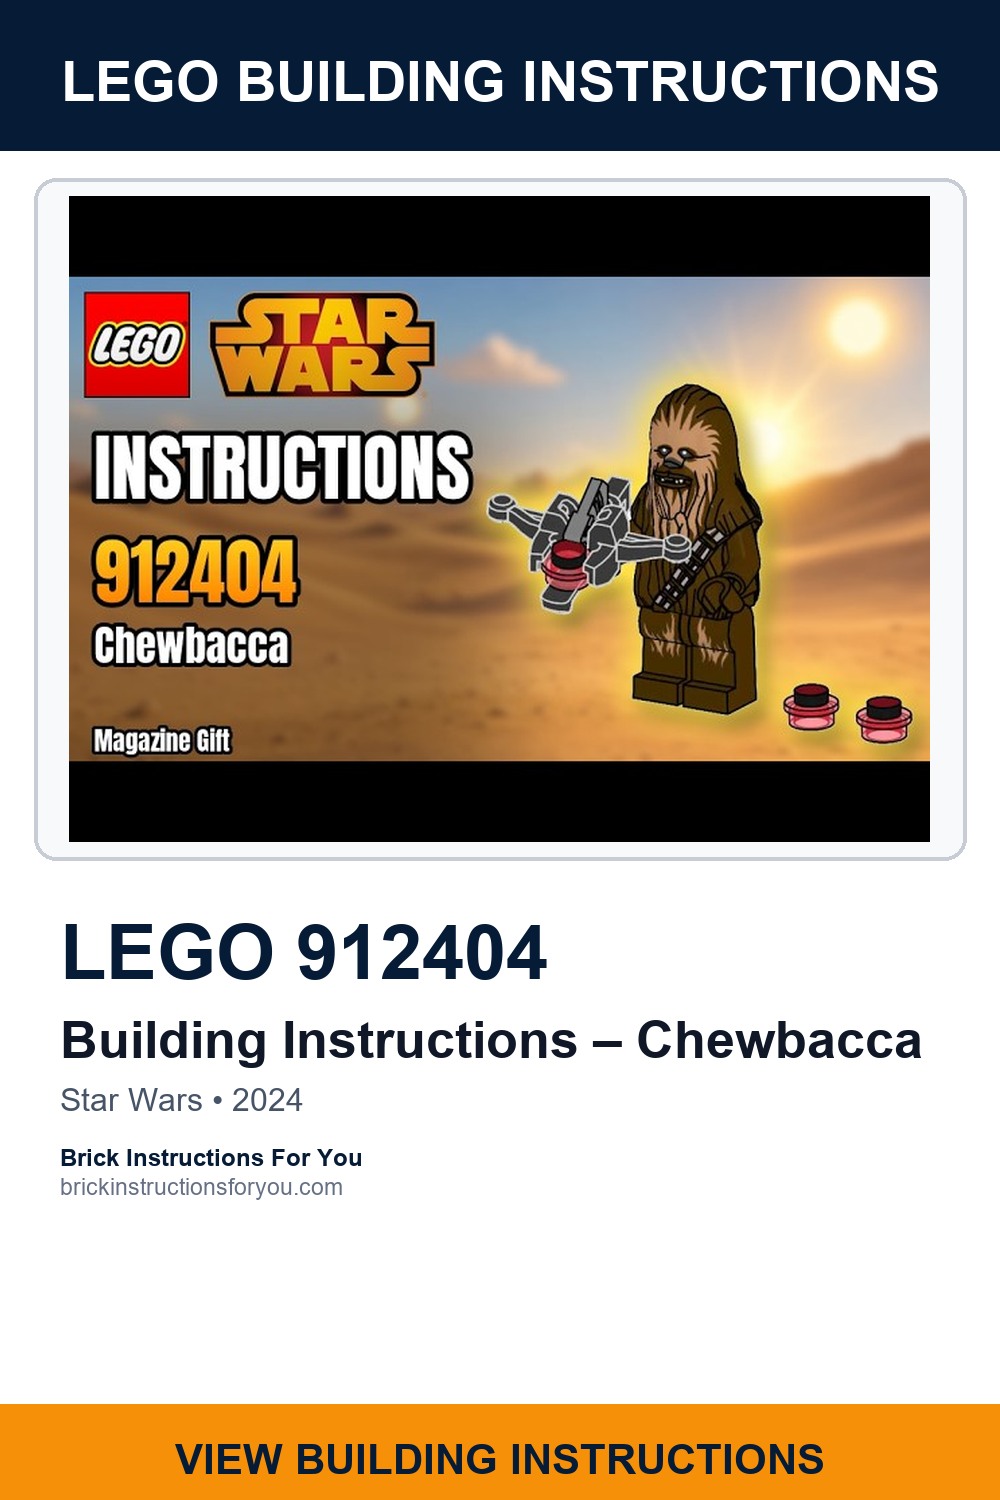 LEGO BUILDING INSTRUCTIONS
LEGO
STAR
WARS
INSTRUCTIONS
912404
Chewbacca
Magazine Gift
LEGO 912404
Building Instructions – Chewbacca
Star Wars • 2024
Brick Instructions For You
brickinstructionsforyou.com
VIEW BUILDING INSTRUCTIONS